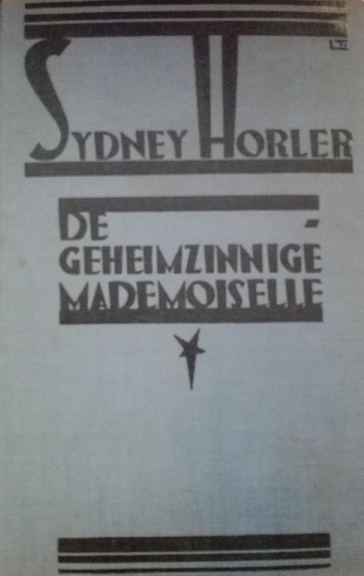 SYDNEY HORLER
DE -
GEHEIMZINNIGE
MADEMOISELLE